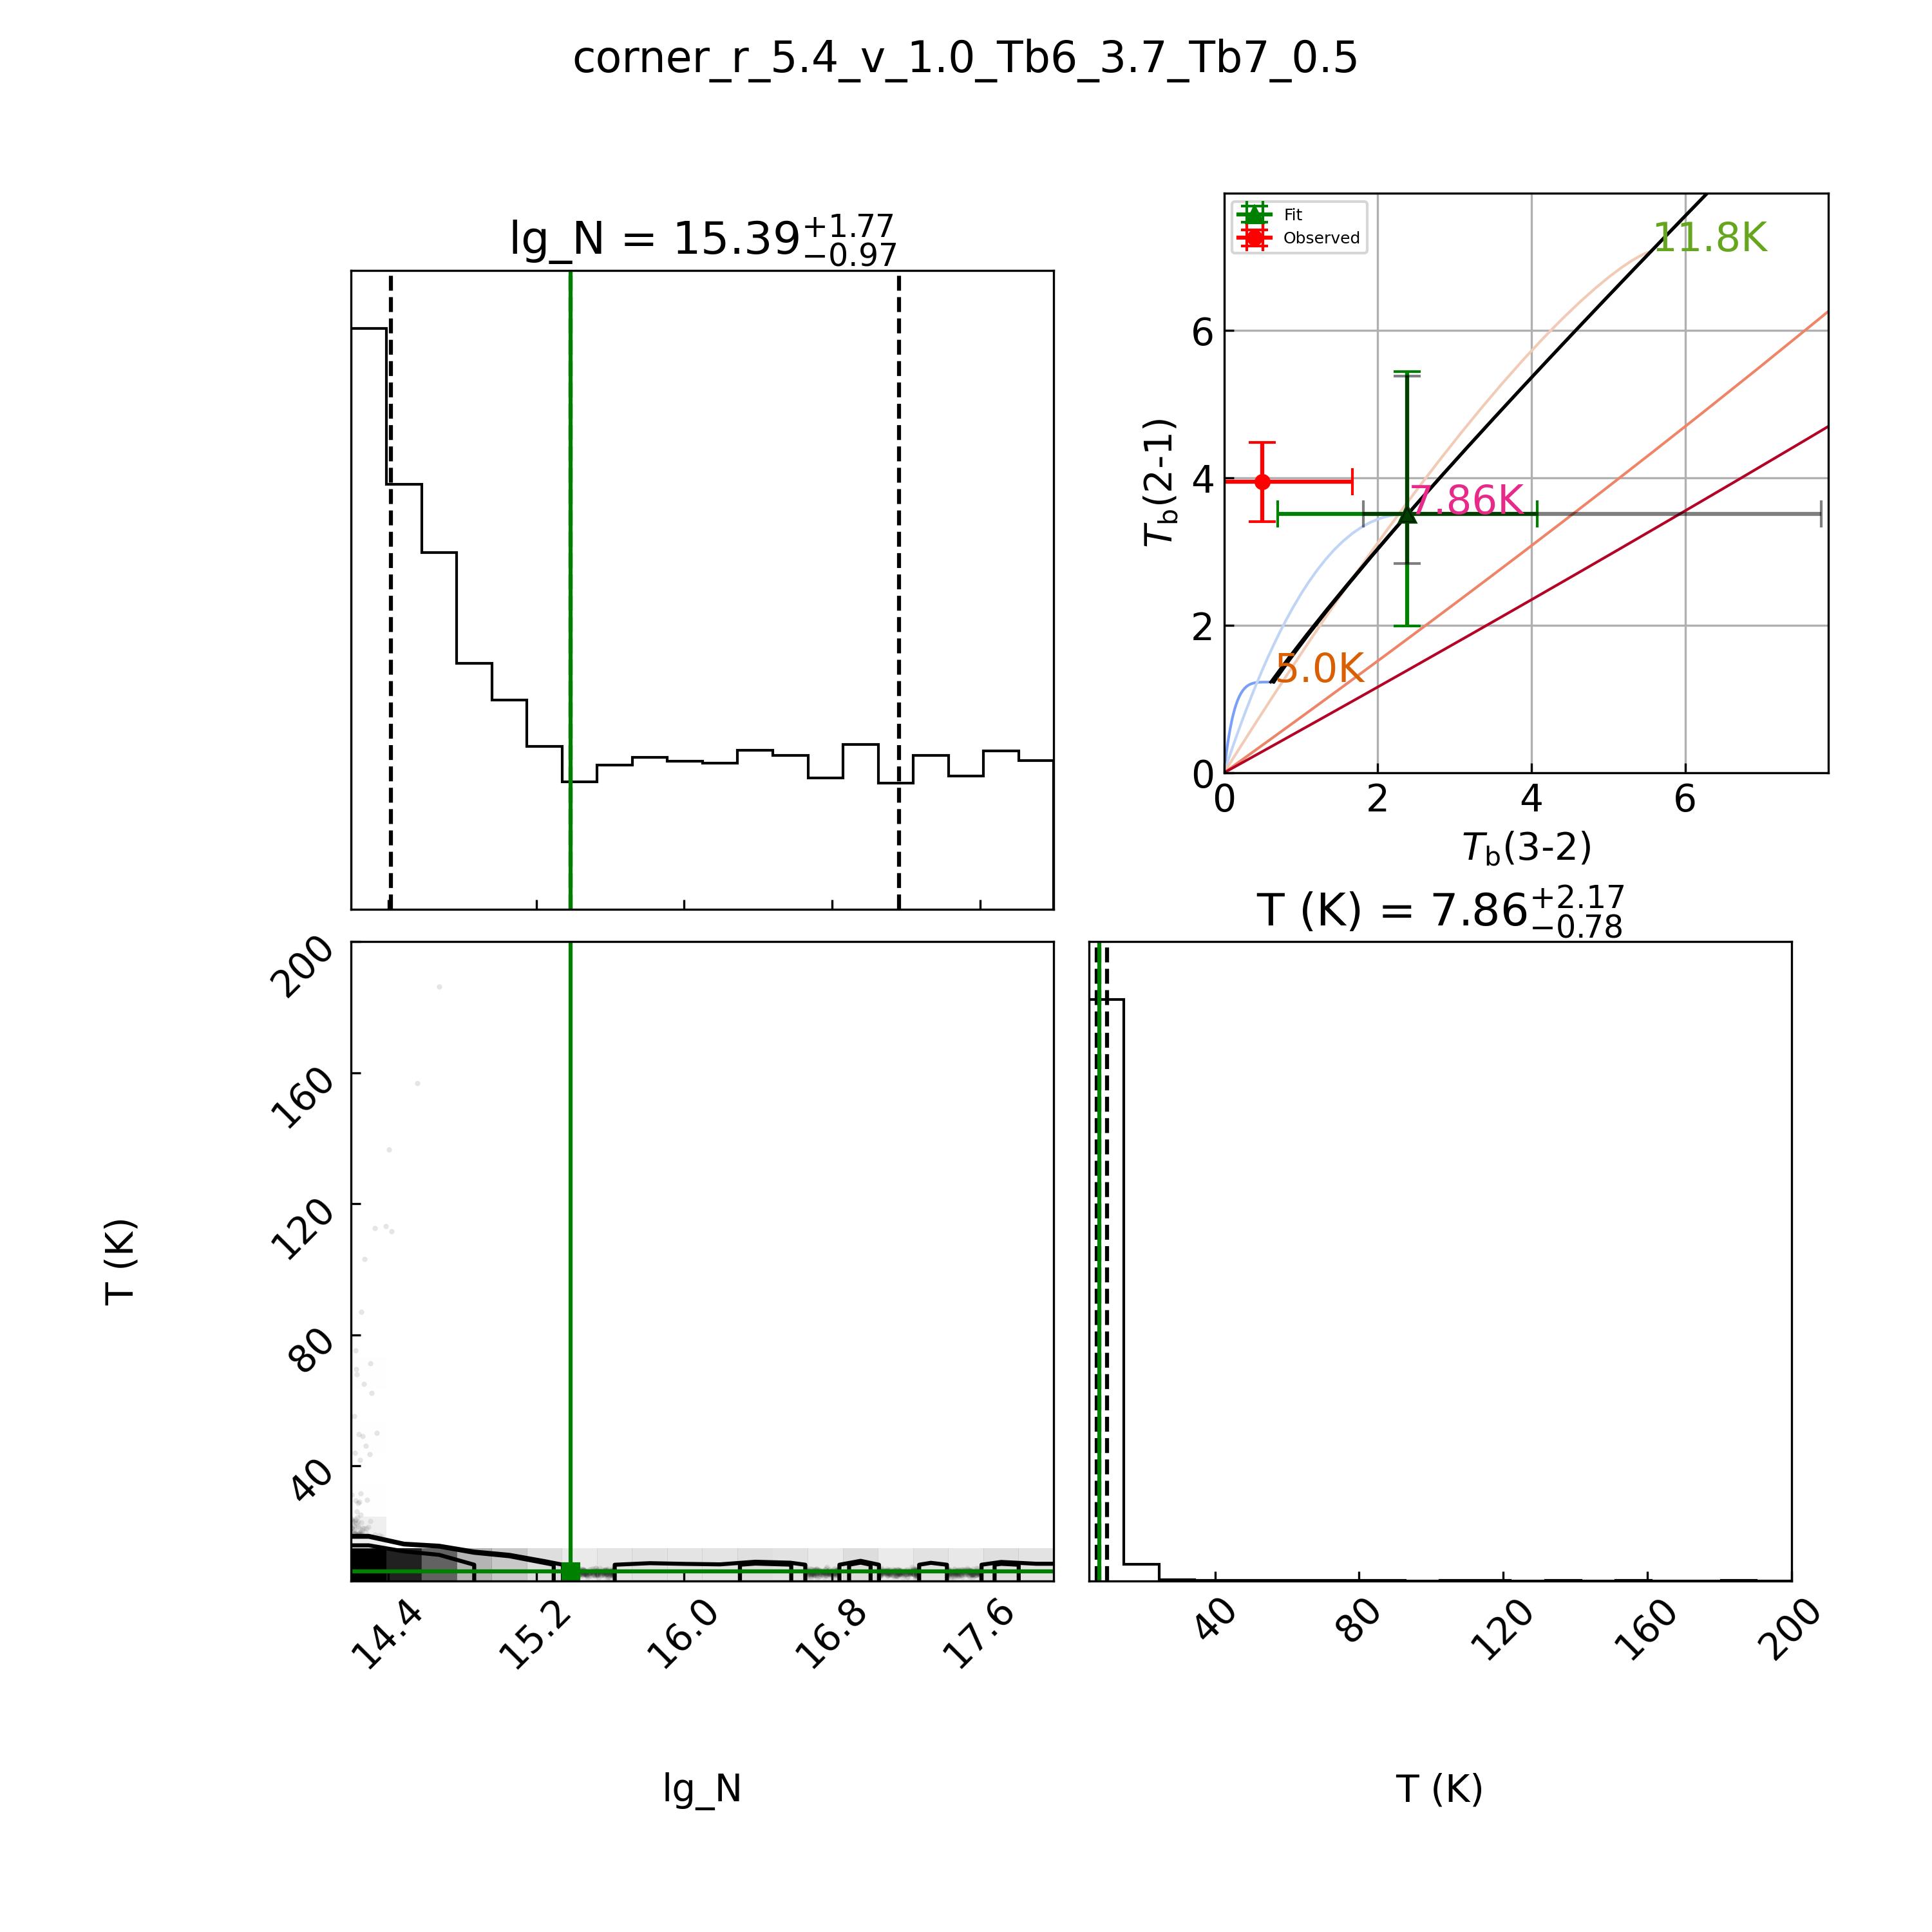 corner_r_5.4_v_1.0_Tb6_3.7_Tb7_0.5
lg_N = 15.39+1.77−0.97
Fit
Observed
11.8K
7.86K
5.0K
6
4
2
0
Tb(2-1)
0 2 4 6
Tb(3-2)
T (K) = 7.86+2.17−0.78
200
160
120
80
40
T (K)
14.4 15.2 16.0 16.8 17.6
lg_N
40 80 120 160 200
T (K)